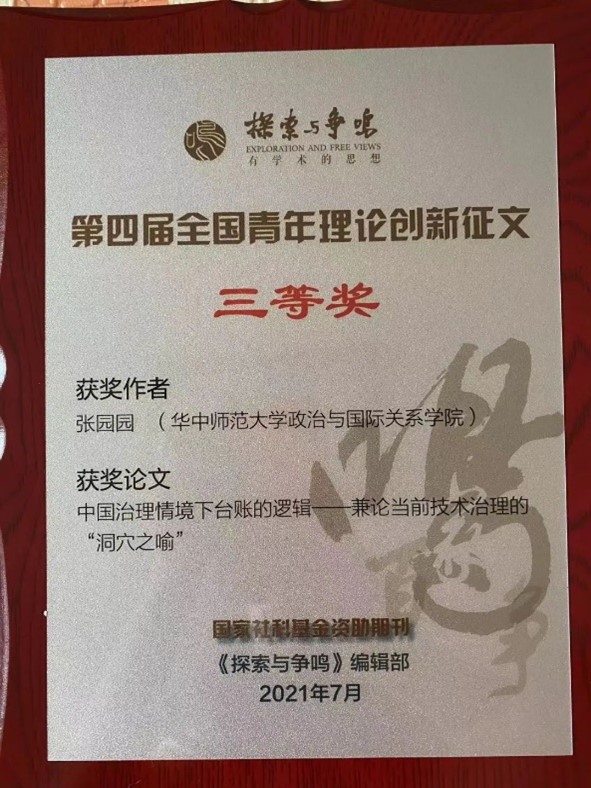 探索与争鸣
EXPLORATION AND FREE VIEWS
有学术的思想
第四届全国青年理论创新征文
三等奖
获奖作者
张园园 （华中师范大学政治与国际关系学院）
获奖论文
中国治理情境下台账的逻辑——兼论当前技术治理的
“洞穴之喻”
国家社科基金资助期刊
《探索与争鸣》编辑部
2021年7月